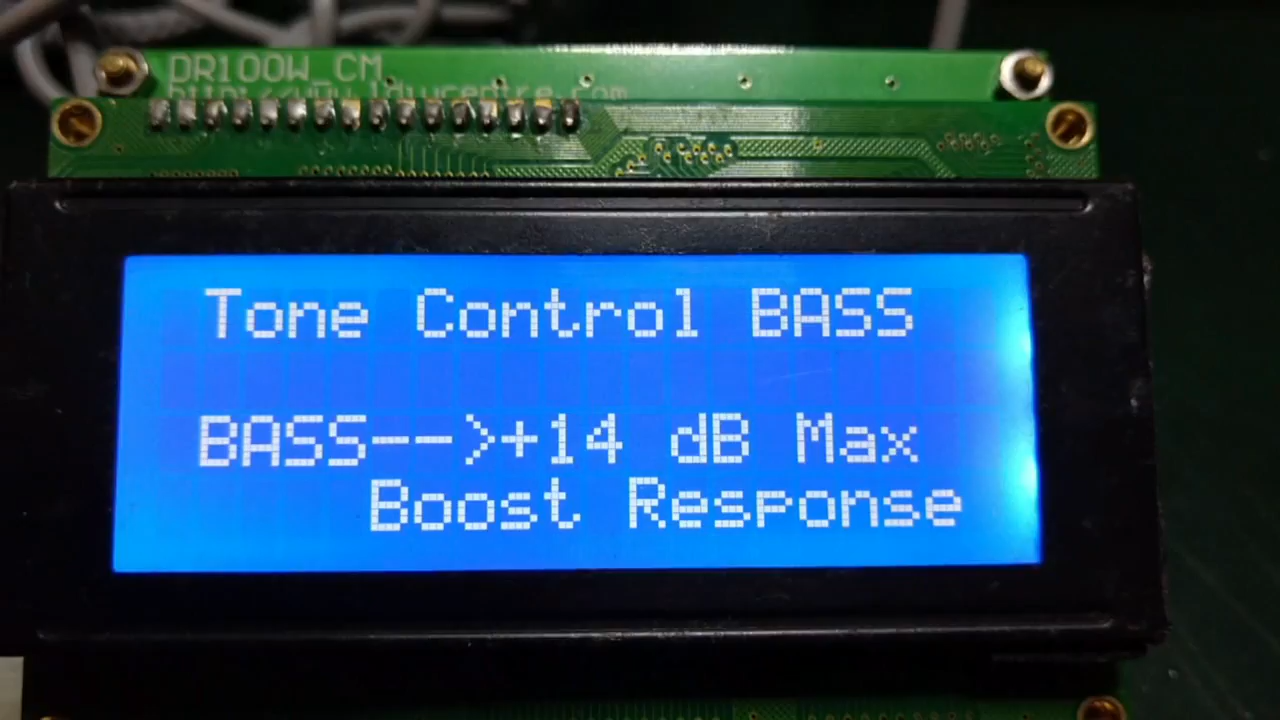 DR100W_CM
Tone Control BASS
BASS-->+14 dB Max
Boost Response